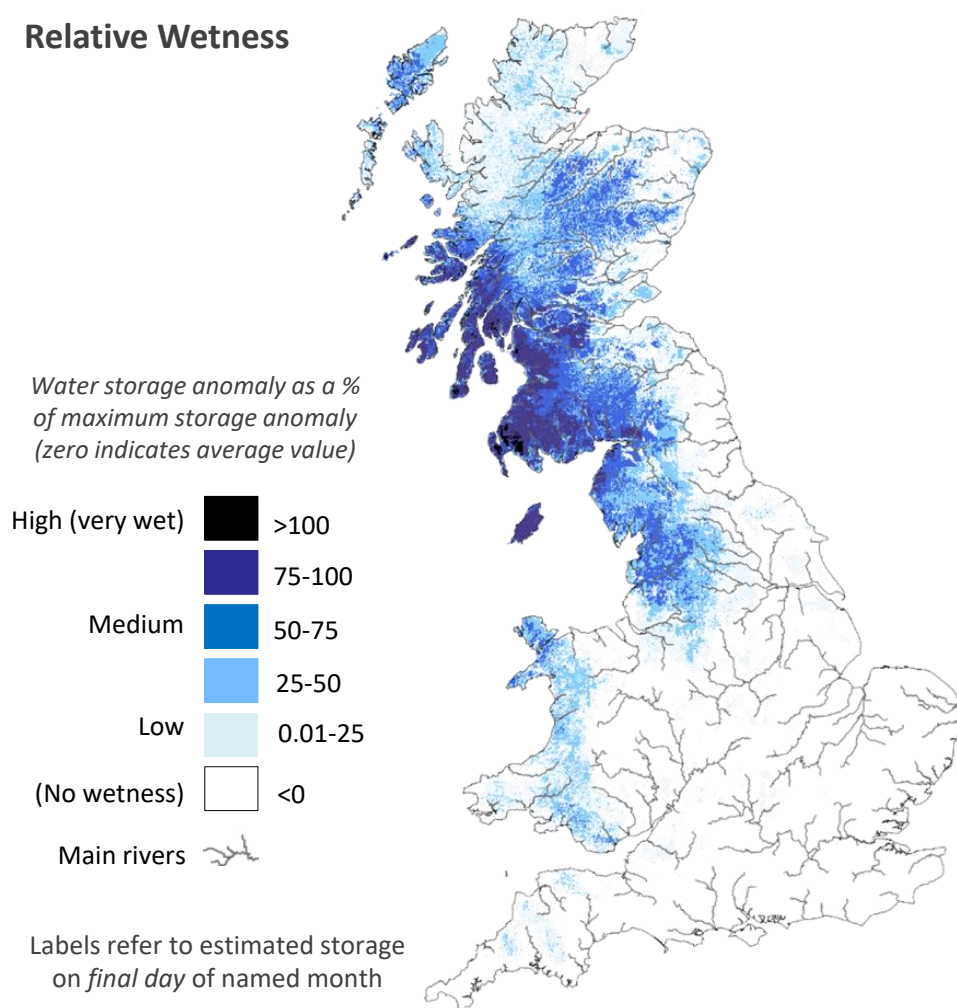 Relative Wetness
Water storage anomaly as a %
of maximum storage anomaly
(zero indicates average value)
High (very wet) >100
75-100
Medium 50-75
25-50
Low 0.01-25
(No wetness) <0
Main rivers
Labels refer to estimated storage
on final day of named month